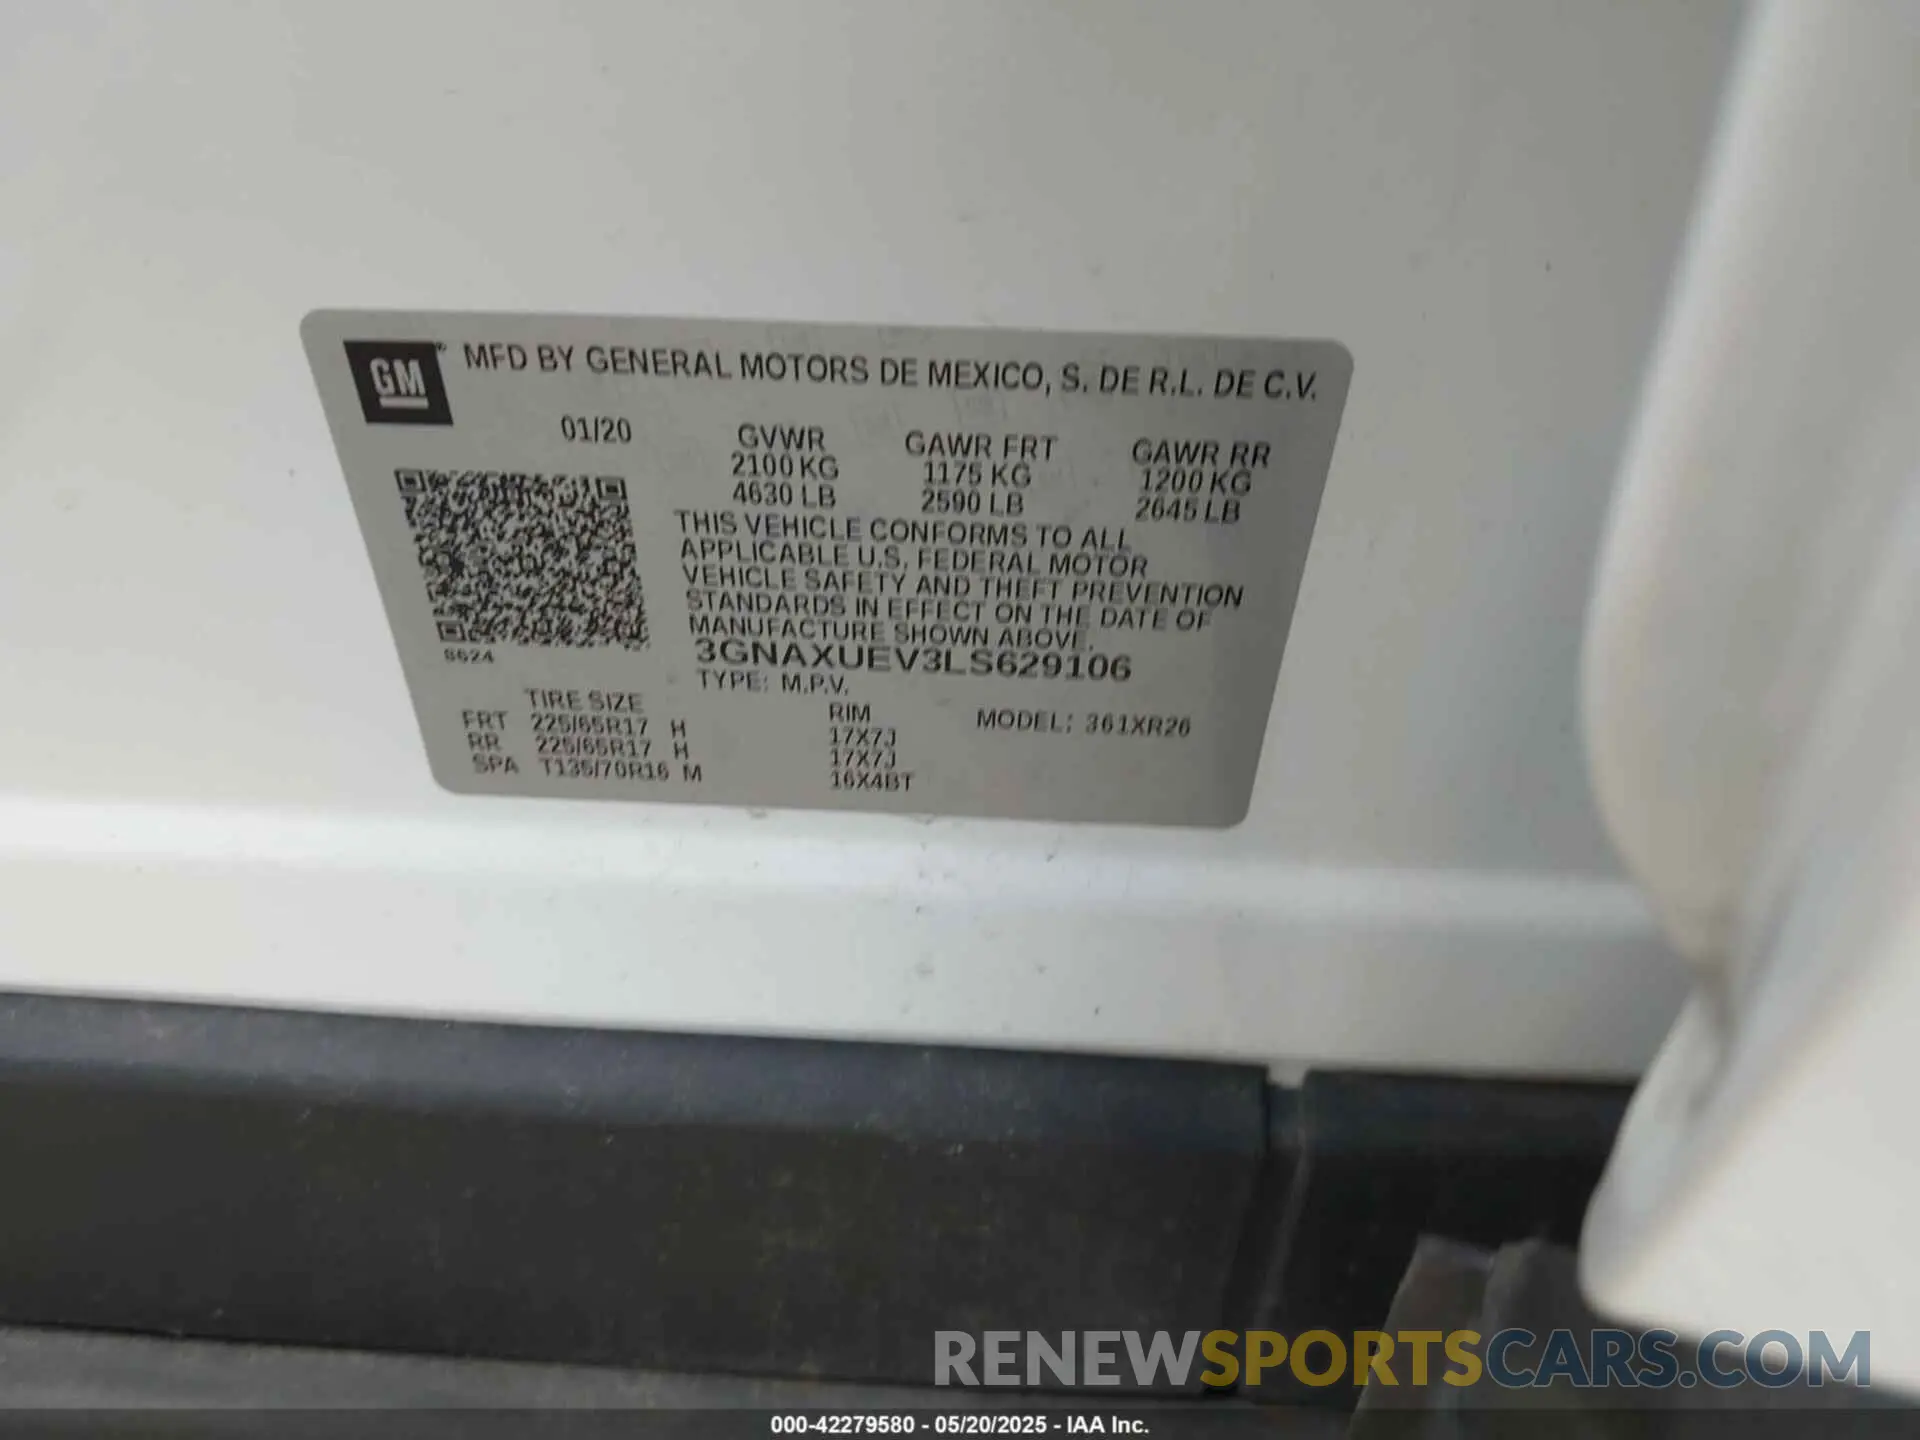 GM
MFD BY GENERAL MOTORS DE MEXICO, S. DE R.L. DE C.V.
01/20 GVWR GAWR FRT GAWR RR
2100 KG 1175 KG 1200 KG
4630 LB 2590 LB 2645 LB
THIS VEHICLE CONFORMS TO ALL
APPLICABLE U.S. FEDERAL MOTOR
VEHICLE SAFETY AND THEFT PREVENTION
STANDARDS IN EFFECT ON THE DATE OF
MANUFACTURE SHOWN ABOVE.
8624
3GNAXUEV3LS629106
TYPE: M.P.V.
TIRE SIZE RIM MODEL: 361XR26
FRT 225/65R17 H 17X7J
RR 225/65R17 H 17X7J
SPA T135/70R16 M 16X4BT
RENEWSPORTSCARS.COM
000-42279580 - 05/20/2025 - IAA Inc.